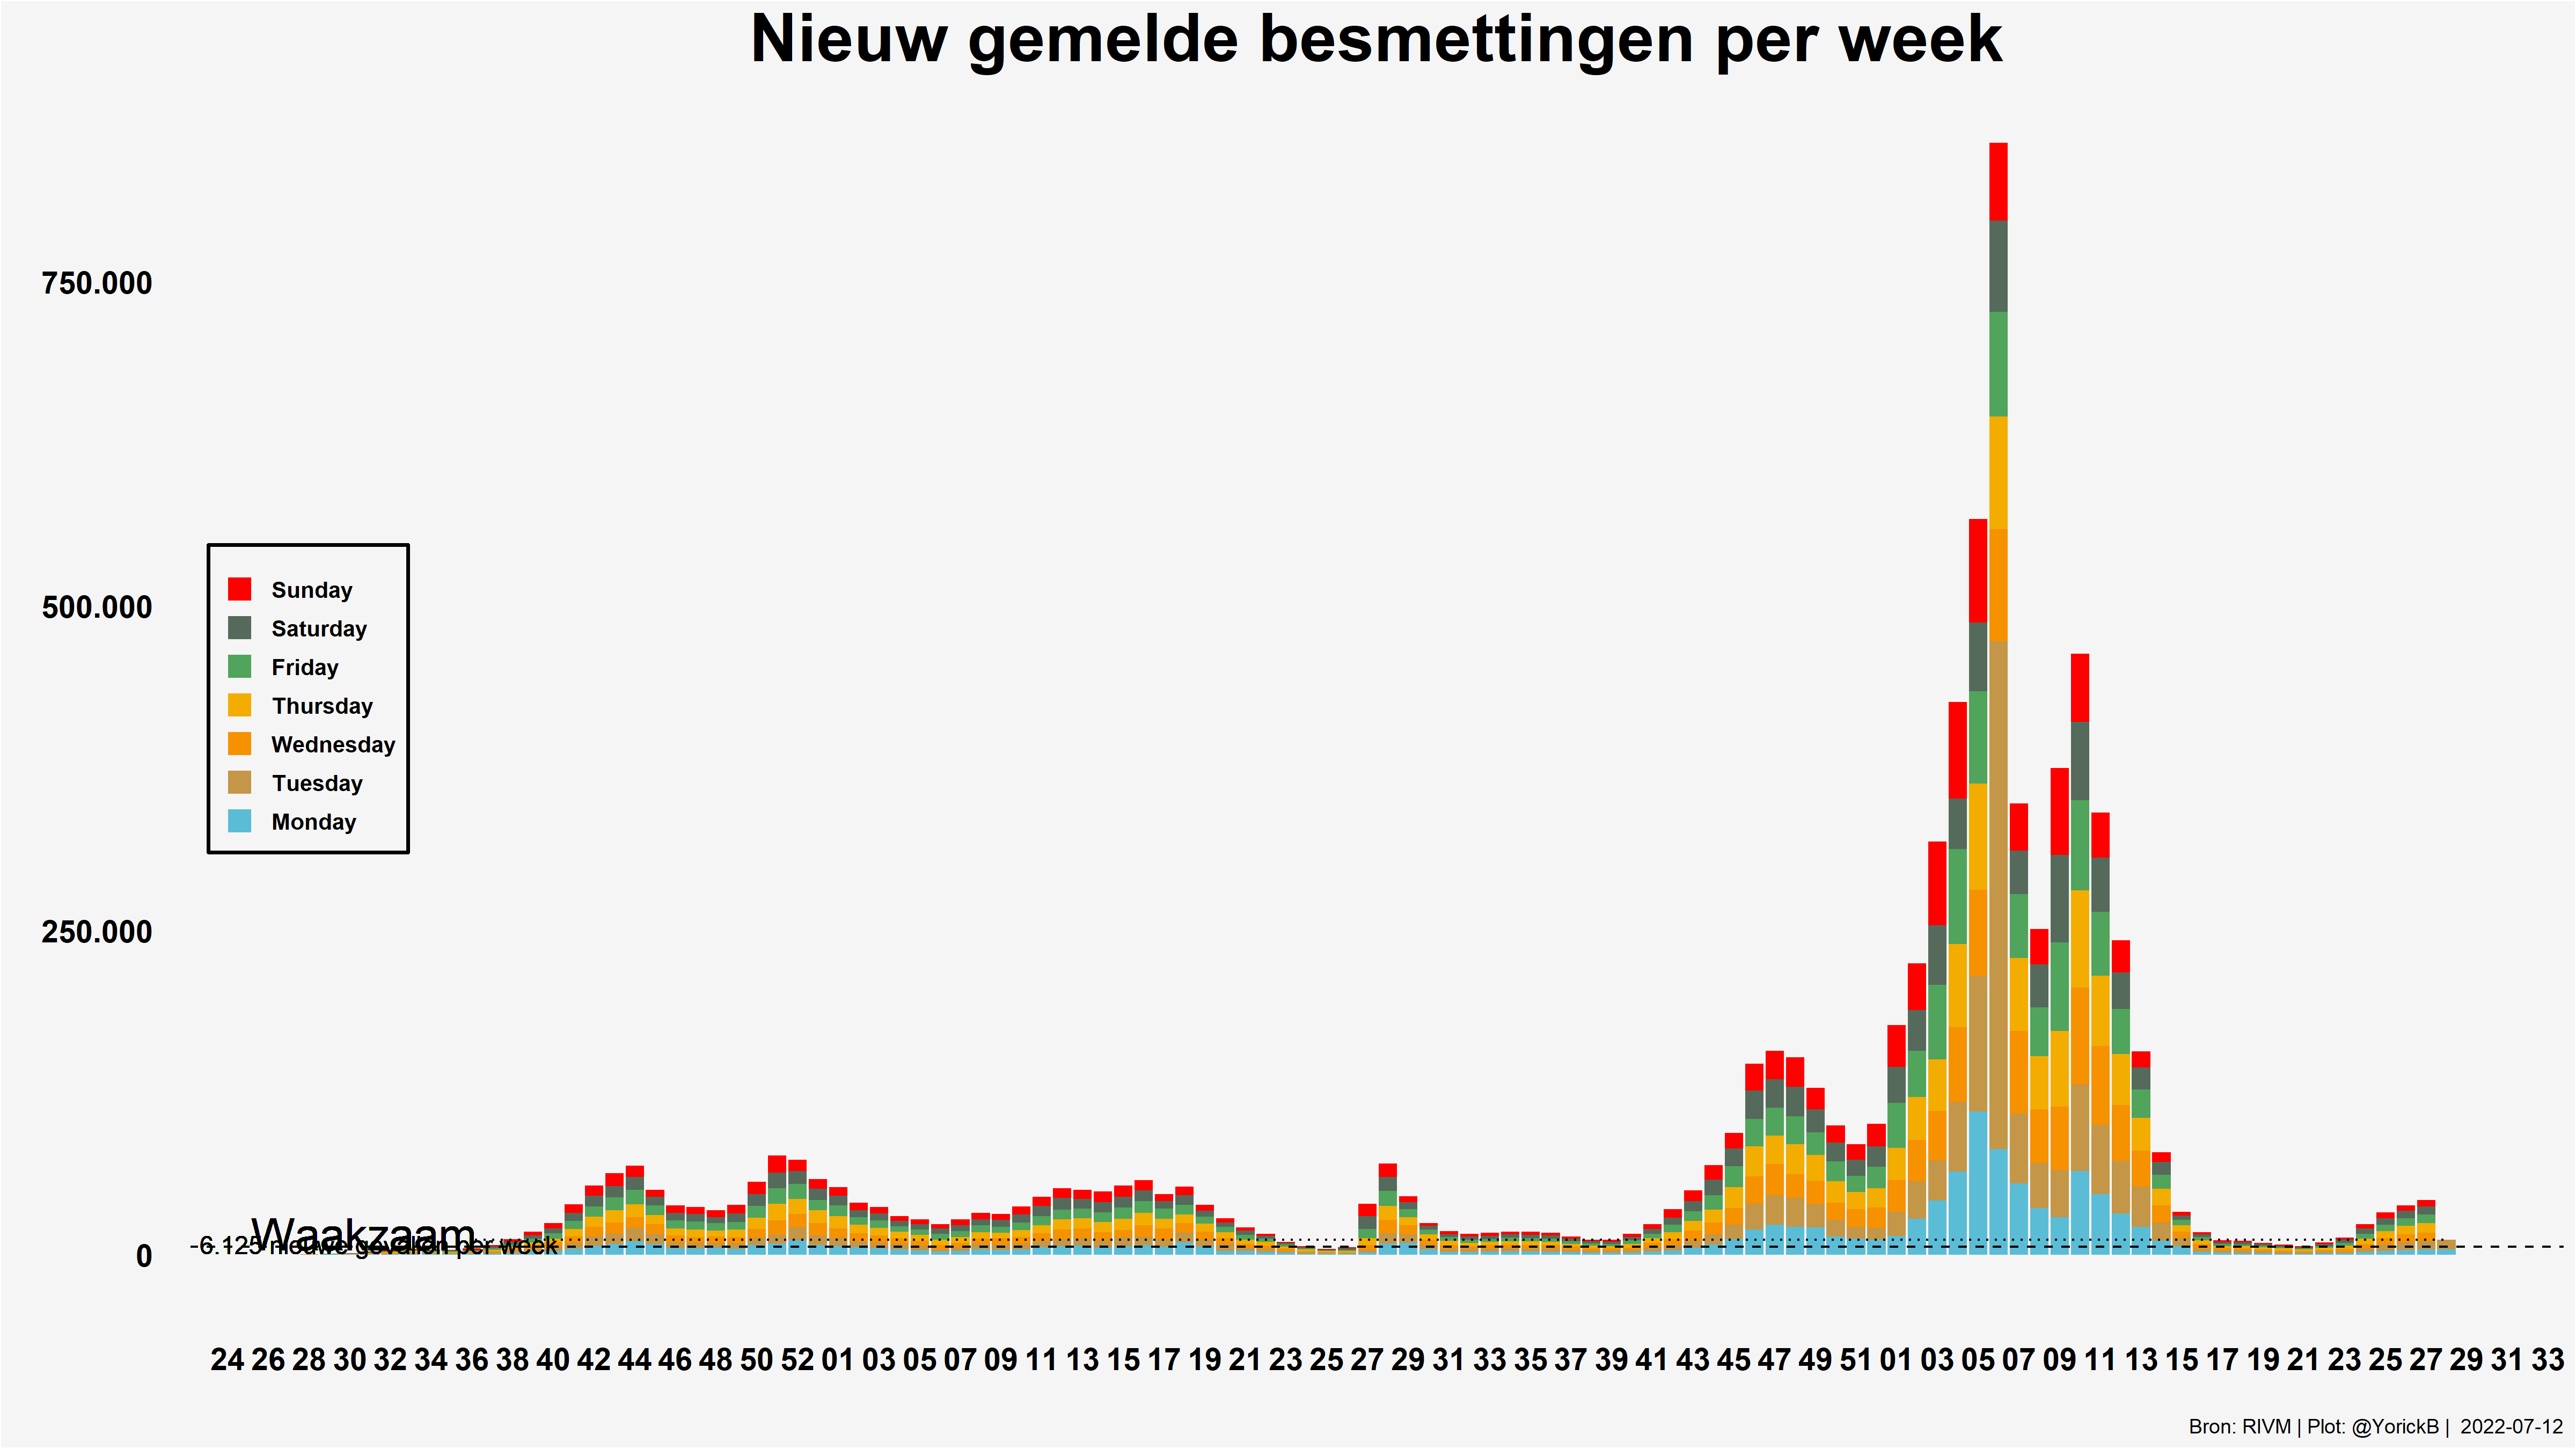 Nieuw gemelde besmettingen per week
750.000
500.000
250.000
0
Sunday
Saturday
Friday
Thursday
Wednesday
Tuesday
Monday
Waakzaam
-6.125 nieuwe gevallen per week
24 26 28 30 32 34 36 38 40 42 44 46 48 50 52 01 03 05 07 09 11 13 15 17 19 21 23 25 27 29 31 33 35 37 39 41 43 45 47 49 51 01 03 05 07 09 11 13 15 17 19 21 23 25 27 29 31 33
Bron: RIVM | Plot: @YorickB | 2022-07-12